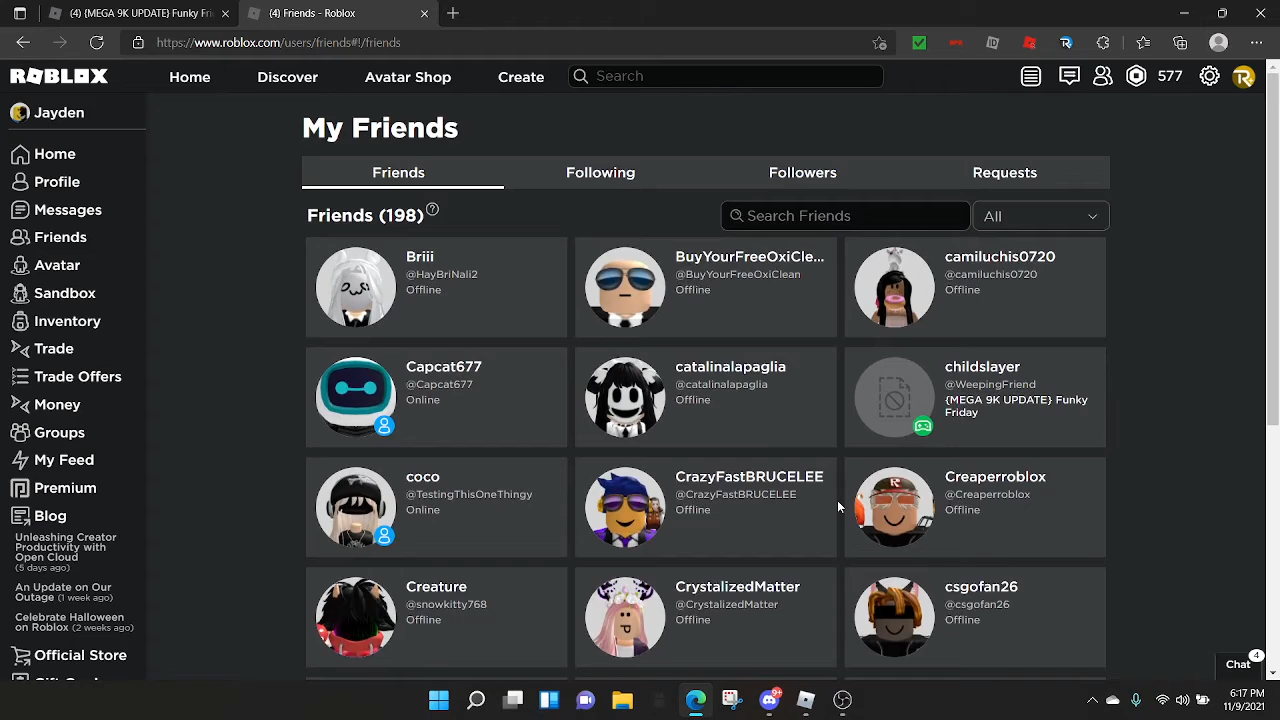 (4) {MEGA 9K UPDATE} Funky Fri
(4) Friends - Roblox
https://www.roblox.com/users/friends#!/friends
ROBLOX
Home
Discover
Avatar Shop
Create
Search
577
Jayden
Home
Profile
Messages
Friends
Avatar
Sandbox
Inventory
Trade
Trade Offers
Money
Groups
My Feed
Premium
Blog
Unleashing Creator
Productivity with
Open Cloud
(5 days ago)
An Update on Our
Outage (1 week ago)
Celebrate Halloween
on Roblox (2 weeks ago)
Official Store
My Friends
Friends
Following
Followers
Requests
Friends (198)
Search Friends
All
Briii
@HayBriNali2
Offline
BuyYourFreeOxiCle...
@BuyYourFreeOxiClean
Offline
camiluchis0720
@camiluchis0720
Offline
Capcat677
@Capcat677
Online
catalinalapaglia
@catalinalapaglia
Offline
childslayer
@WeepingFriend
{MEGA 9K UPDATE} Funky
Friday
coco
@TestingThisOneThingy
Online
CrazyFastBRUCELEE
@CrazyFastBRUCELEE
Offline
Creaperroblox
@Creaperroblox
Offline
Creature
@snowkitty768
Offline
CrystalizedMatter
@CrystalizedMatter
Offline
csgofan26
@csgofan26
Offline
Chat
4
9+
6:17 PM
11/9/2021